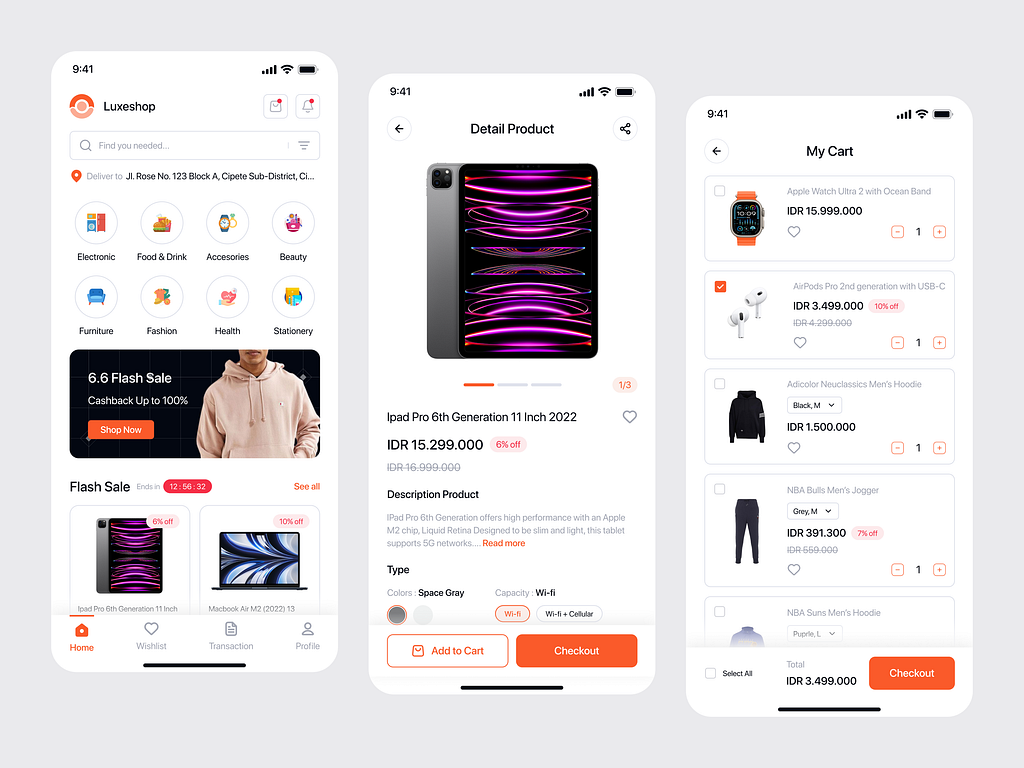 9:41
Luxeshop
Find you needed...
Deliver to Jl. Rose No. 123 Block A, Cipete Sub-District, Ci...
Electronic
Food & Drink
Accesories
Beauty
Furniture
Fashion
Health
Stationery
6.6 Flash Sale
Cashback Up to 100%
Shop Now
Flash Sale
Ends in
12 : 56 : 32
See all
6% off
10% off
Ipad Pro 6th Generation 11 Inch
Macbook Air M2 (2022) 13
Home
Wishlist
Transaction
Profile
9:41
Detail Product
1/3
Ipad Pro 6th Generation 11 Inch 2022
IDR 15.299.000
6% off
IDR 16.999.000
Description Product
IPad Pro 6th Generation offers high performance with an Apple
M2 chip, Liquid Retina Designed to be slim and light, this tablet
supports 5G networks.... Read more
Type
Colors : Space Gray
Capacity : Wi-fi
Wi-fi
Wi-fi + Cellular
Add to Cart
Checkout
9:41
My Cart
Apple Watch Ultra 2 with Ocean Band
IDR 15.999.000
1
AirPods Pro 2nd generation with USB-C
IDR 3.499.000
10% off
IDR 4.299.000
1
Adicolor Neuclassics Men's Hoodie
Black, M
IDR 1.500.000
1
NBA Bulls Men's Jogger
Grey, M
IDR 391.300
7% off
IDR 559.000
1
NBA Suns Men's Hoodie
Puprle, L
Select All
Total
IDR 3.499.000
Checkout